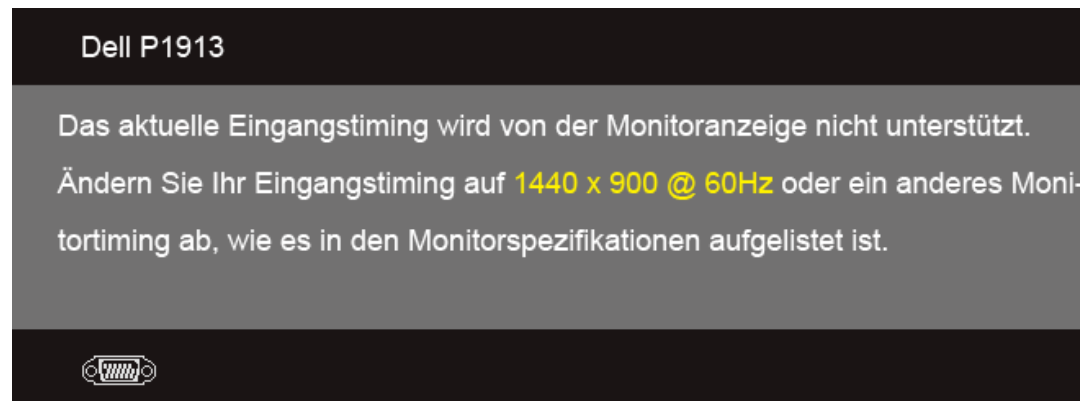 Dell P1913
Das aktuelle Eingangstiming wird von der Monitoranzeige nicht unterstützt.
Ändern Sie Ihr Eingangstiming auf 1440 x 900 @ 60Hz oder ein anderes Moni-
tortiming ab, wie es in den Monitorspezifikationen aufgelistet ist.